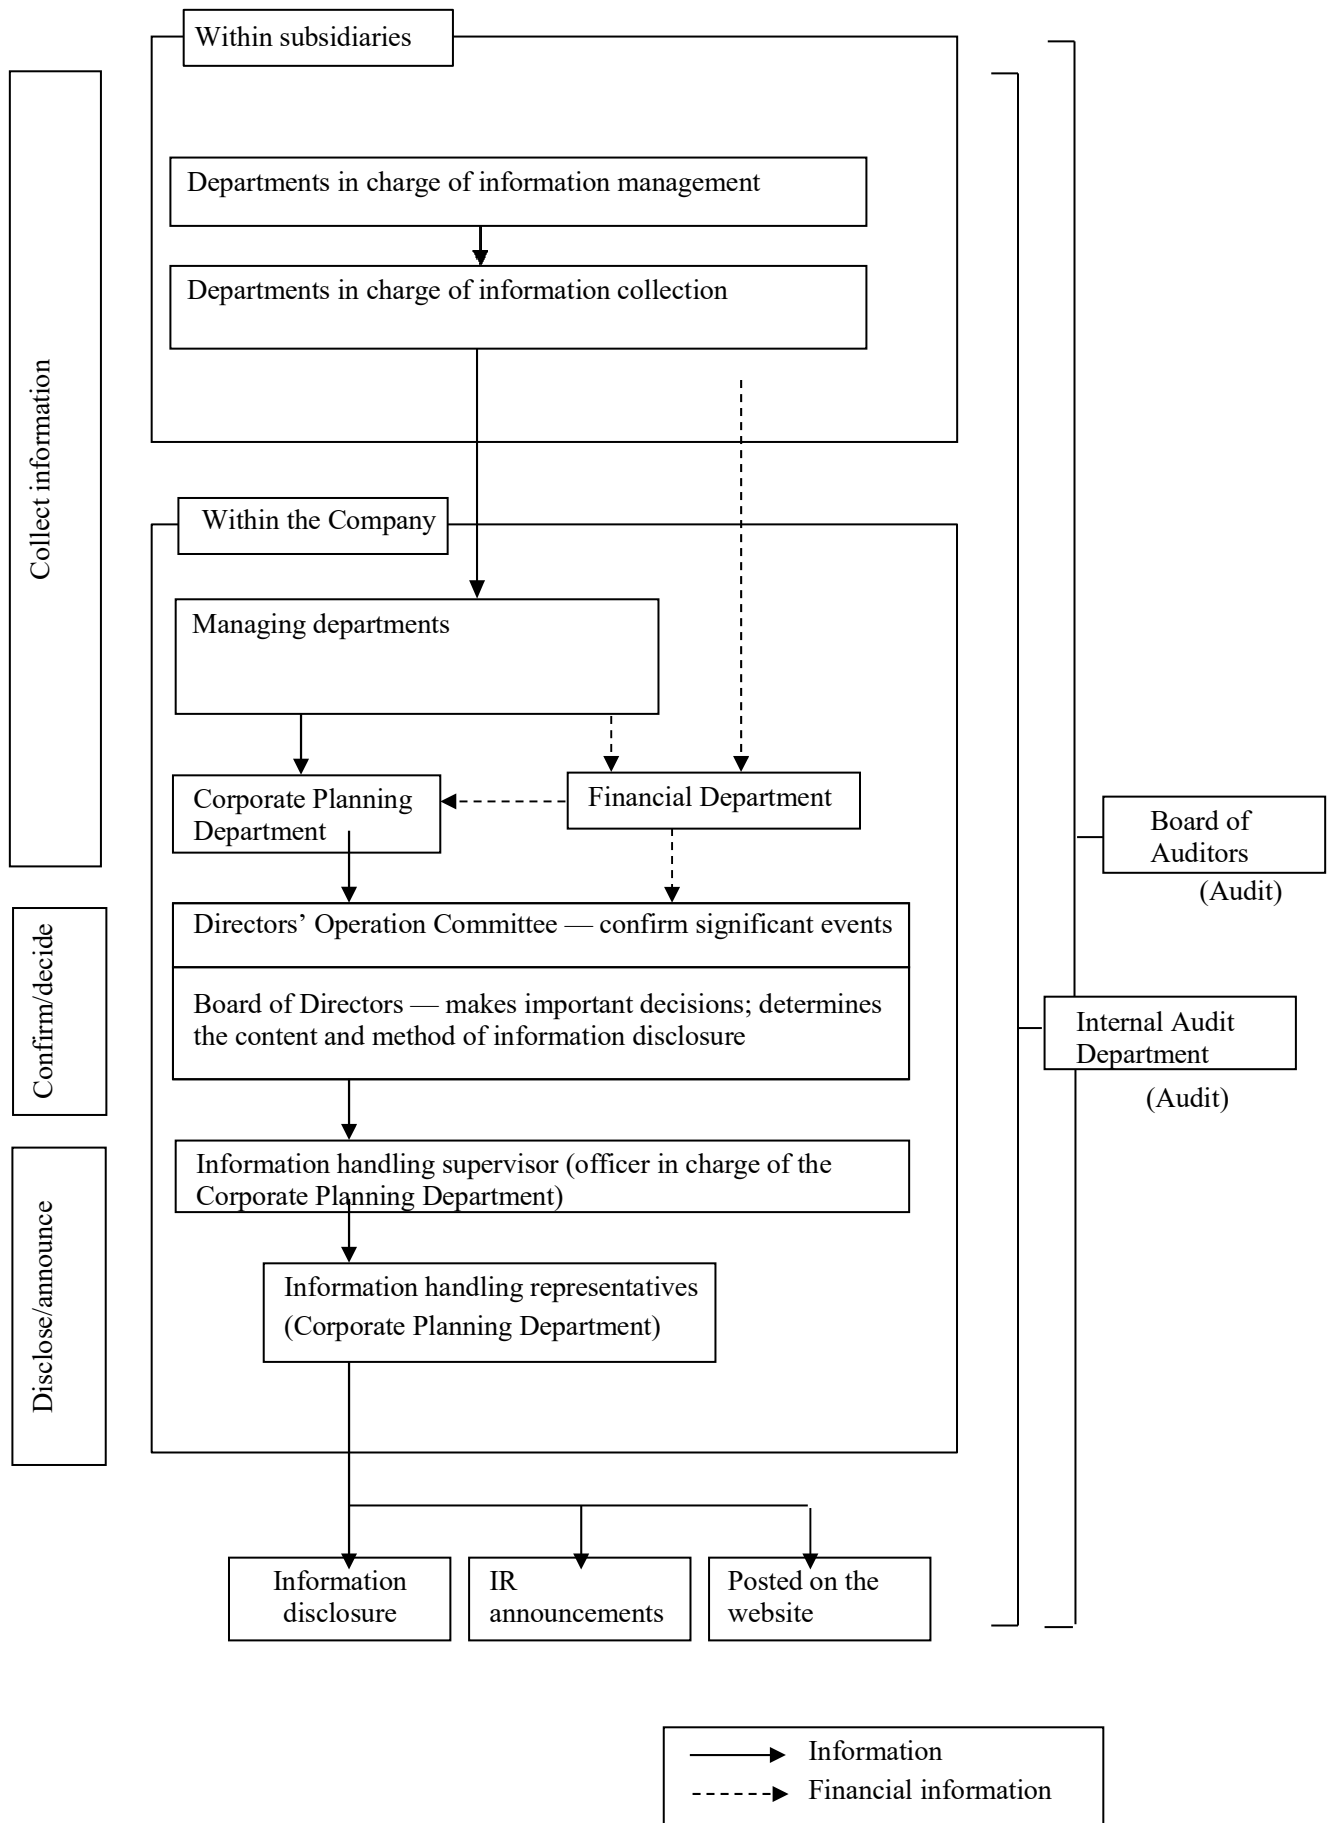 Within subsidiaries
Departments in charge of information management
Departments in charge of information collection
Collect information
Within the Company
Managing departments
Corporate Planning
Department
Financial Department
Board of
Auditors
(Audit)
Confirm/decide
Directors’ Operation Committee — confirm significant events
Board of Directors — makes important decisions; determines
the content and method of information disclosure
Internal Audit
Department
(Audit)
Disclose/announce
Information handling supervisor (officer in charge of the
Corporate Planning Department)
Information handling representatives
(Corporate Planning Department)
Information
disclosure
IR
announcements
Posted on the
website
Information
Financial information